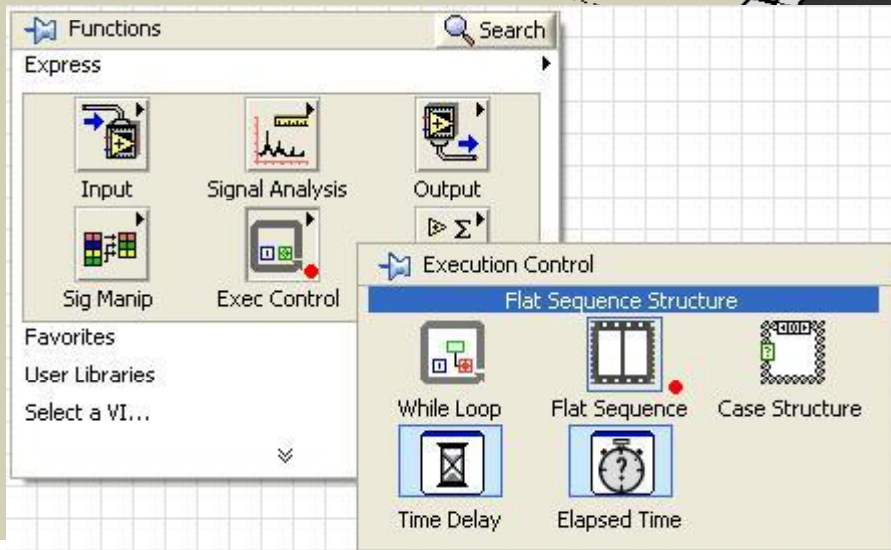 Functions
Search
Express
Input
Signal Analysis
Output
Sig Manip
Exec Control
Favorites
User Libraries
Select a VI...
Execution Control
Flat Sequence Structure
While Loop
Flat Sequence
Case Structure
Time Delay
Elapsed Time